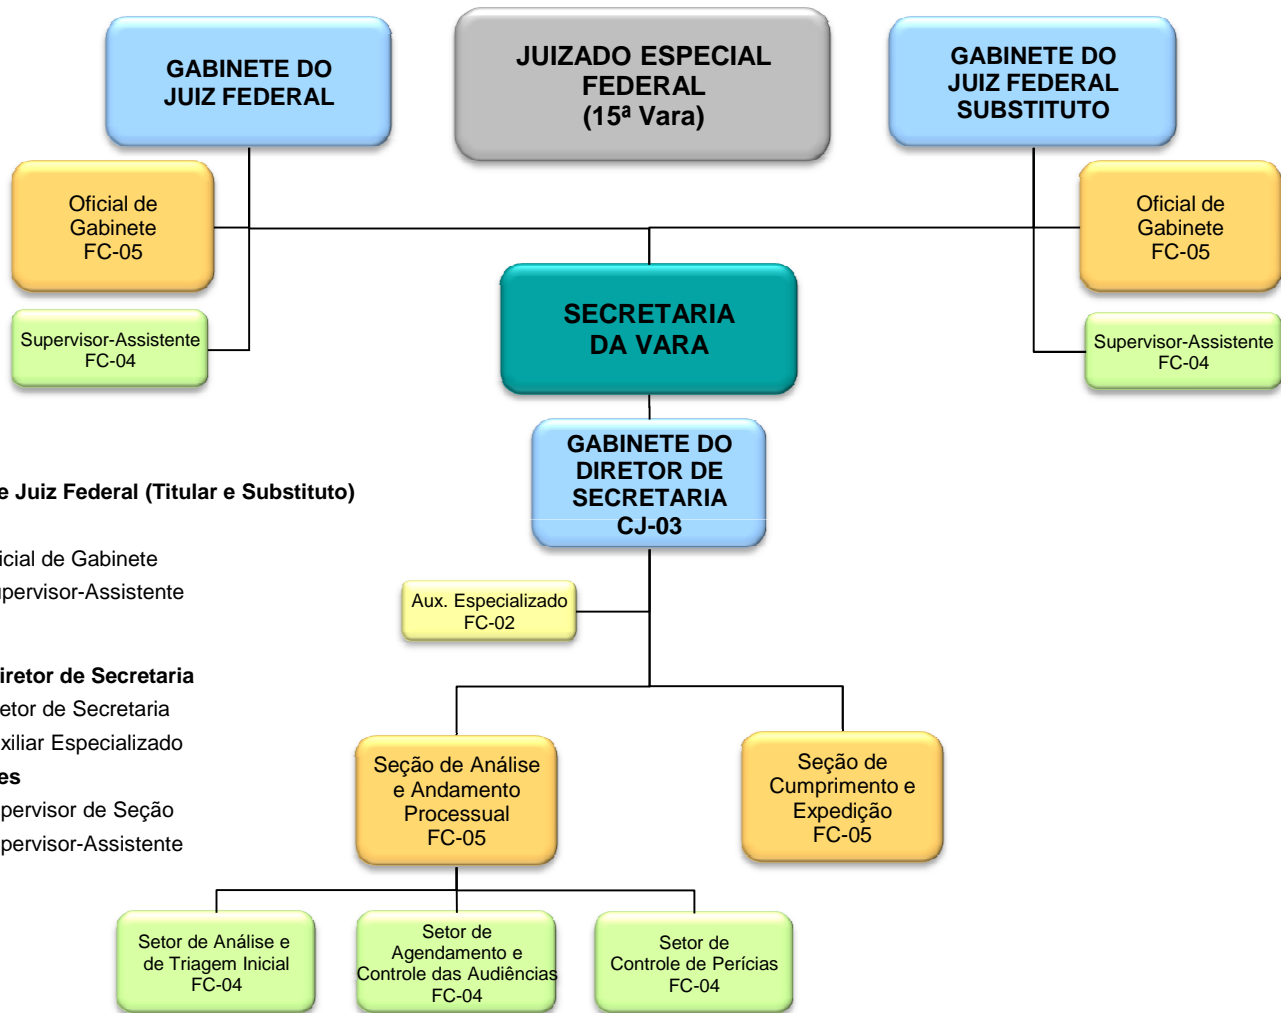 GABINETE DO
JUIZ FEDERAL
JUIZADO ESPECIAL
FEDERAL
(15ª Vara)
GABINETE DO
JUIZ FEDERAL
SUBSTITUTO
Oficial de
Gabinete
FC-05
Oficial de
Gabinete
FC-05
SECRETARIA
DA VARA
Supervisor-Assistente
FC-04
Supervisor-Assistente
FC-04
GABINETE DO
DIRETOR DE
SECRETARIA
CJ-03
e Juiz Federal (Titular e Substituto)
icial de Gabinete
pervisor-Assistente
Aux. Especializado
FC-02
iretor de Secretaria
etor de Secretaria
xiliar Especializado
es
pervisor de Seção
pervisor-Assistente
Seção de Análise
e Andamento
Processual
FC-05
Seção de
Cumprimento e
Expedição
FC-05
Setor de Análise e
de Triagem Inicial
FC-04
Setor de
Agendamento e
Controle das Audiências
FC-04
Setor de
Controle de Perícias
FC-04